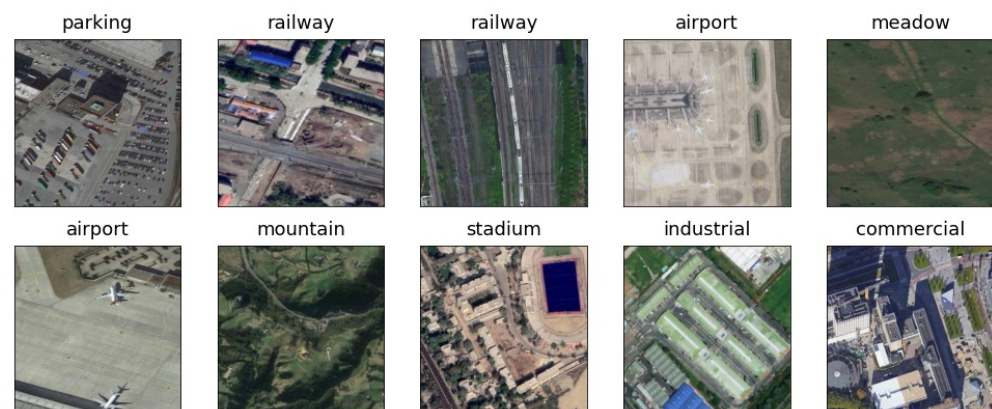 parking railway railway airport meadow
airport mountain stadium industrial commercial